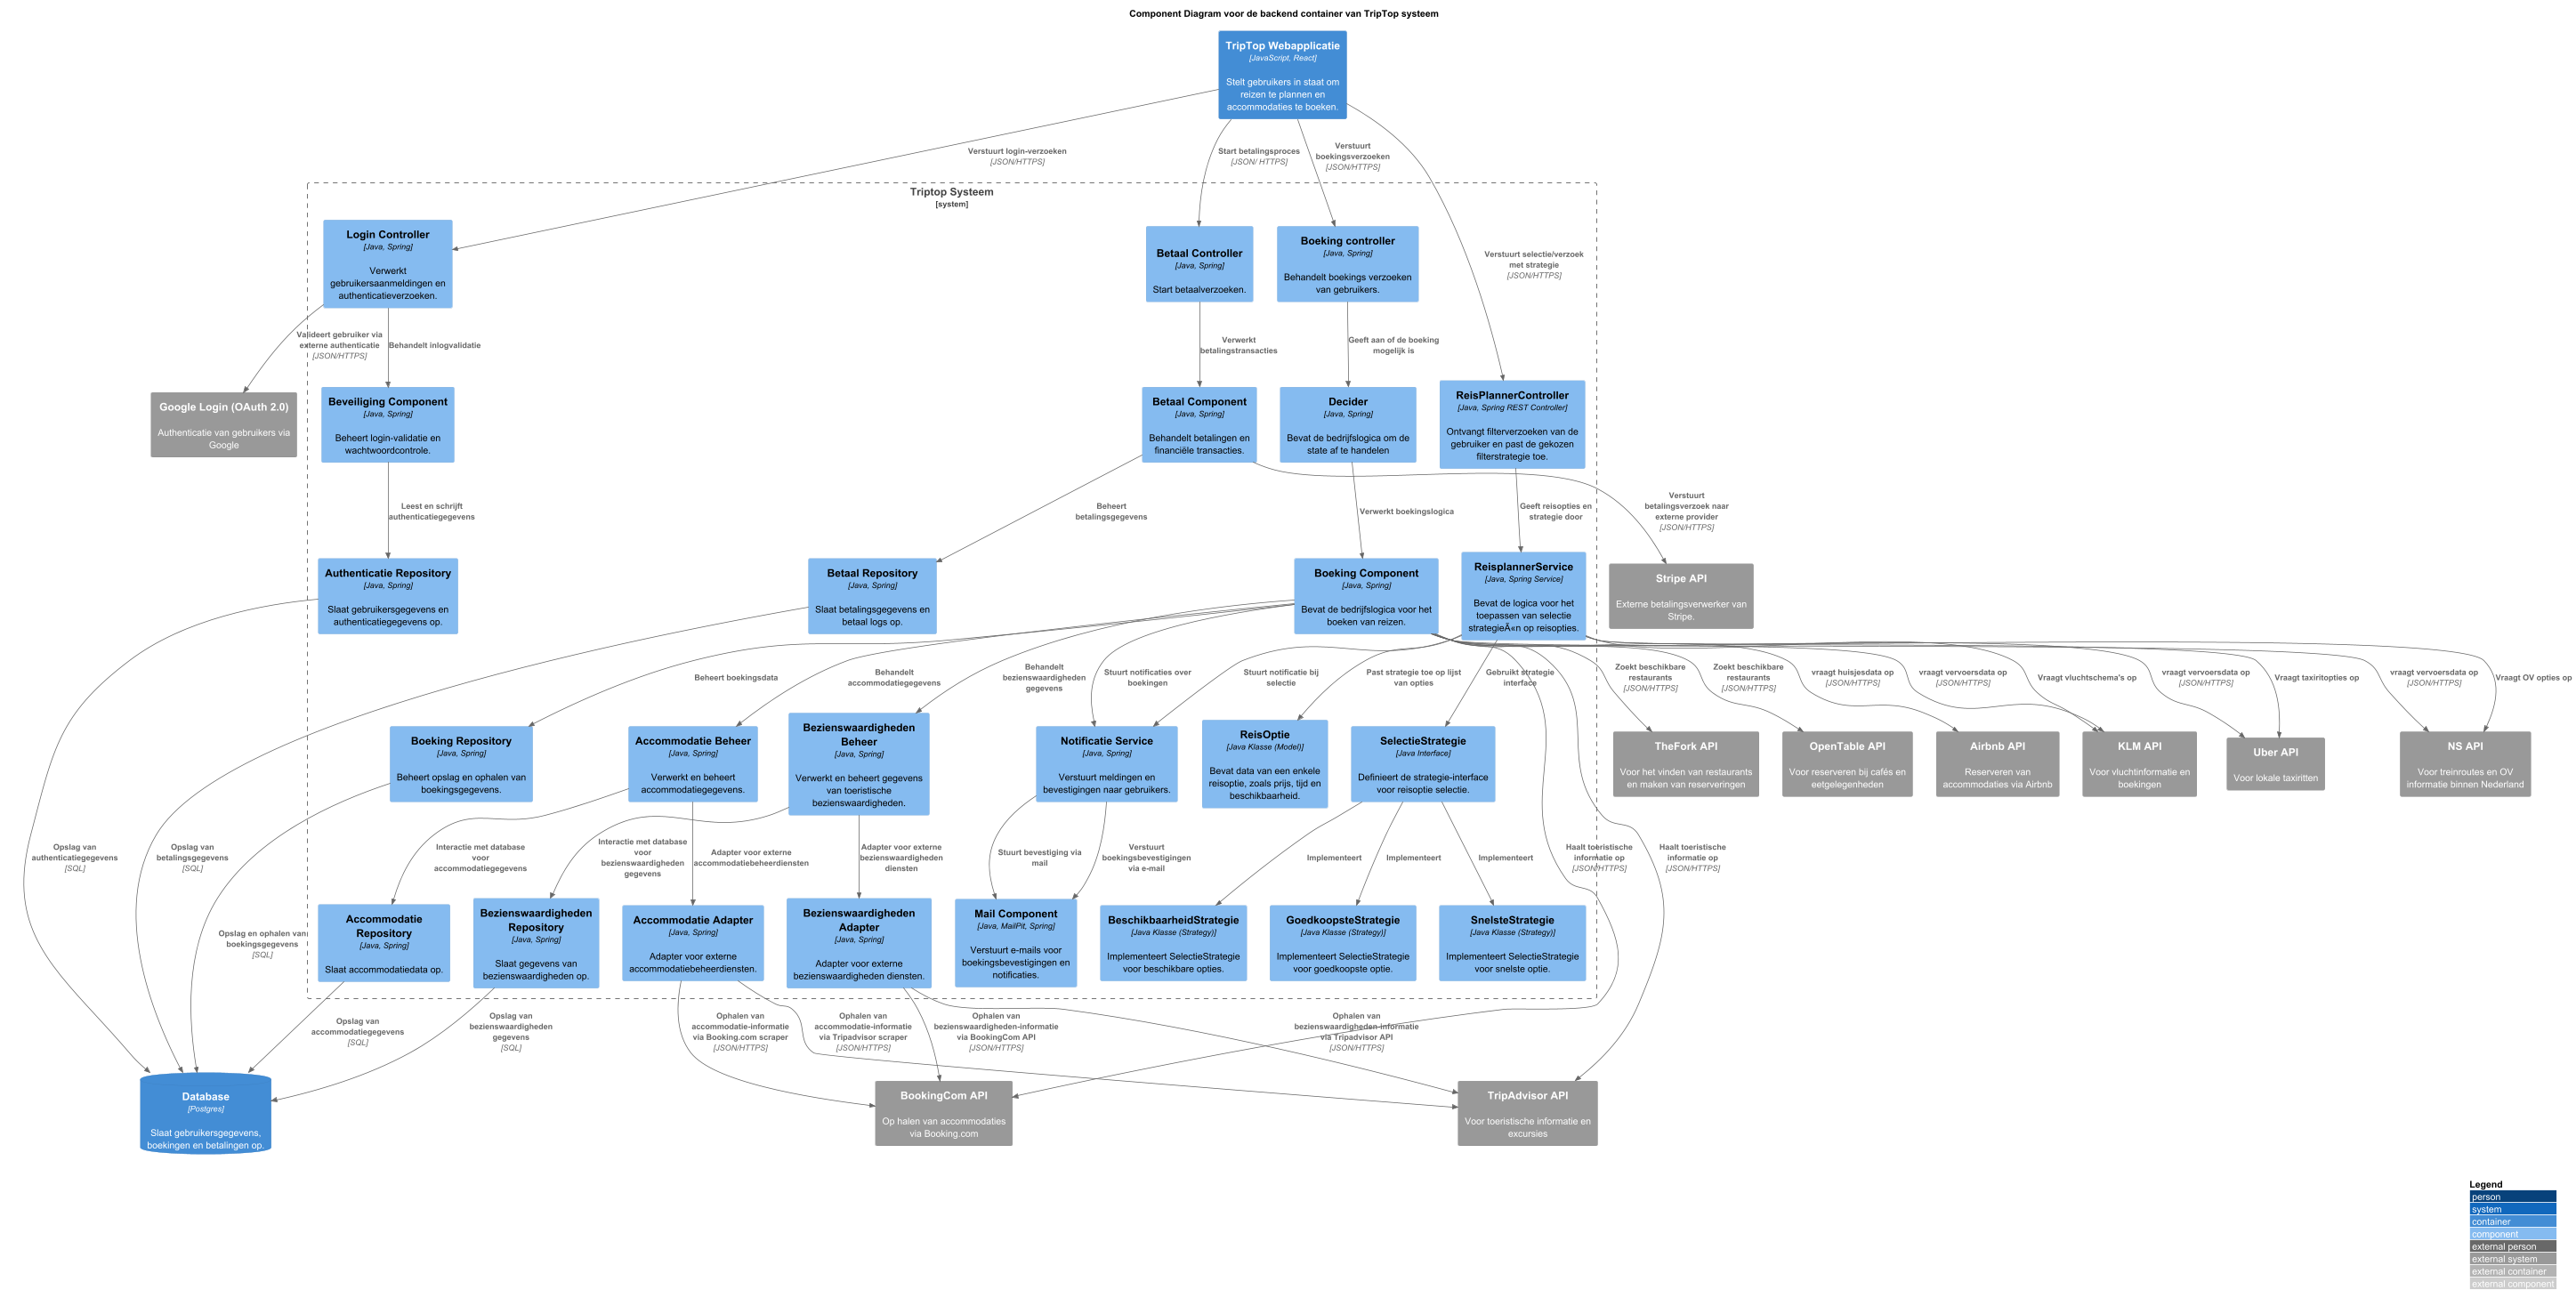 Component Diagram voor de backend container van TripTop systeem
TripTop Webapplicatie
[JavaScript, React]
Stelt gebruikers in staat om
reizen te plannen en
accommodaties te boeken.
Verstuurt login-verzoeken
[JSON/HTTPS]
Start betalingsproces
[JSON/ HTTPS]
Verstuurt
boekingsverzoeken
[JSON/HTTPS]
Triptop Systeem
[system]
Login Controller
[Java, Spring]
Verwerkt
gebruikersaanmeldingen en
authenticatieverzoeken.
Betaal Controller
[Java, Spring]
Start betaalverzoeken.
Boeking controller
[Java, Spring]
Behandelt boekings verzoeken
van gebruikers.
Verstuurt selectie/verzoek
met strategie
[JSON/HTTPS]
Valideert gebruiker via
externe authenticatie
[JSON/HTTPS]
Behandelt inlogvalidatie
Verwerkt
betalingstransacties
Geeft aan of de boeking
mogelijk is
Google Login (OAuth 2.0)
Authenticatie van gebruikers via
Google
Beveiliging Component
[Java, Spring]
Beheert login-validatie en
wachtwoordcontrole.
Betaal Component
[Java, Spring]
Behandelt betalingen en
financiële transacties.
Decider
[Java, Spring]
Bevat de bedrijfslogica om de
state af te handelen
ReisPlannerController
[Java, Spring REST Controller]
Ontvangt filterverzoeken van de
gebruiker en past de gekozen
filterstrategie toe.
Leest en schrijft
authenticatiegegevens
Beheert
betalingsgegevens
Verwerkt boekingslogica
Geeft reisopties en
strategie door
Verstuurt
betalingsverzoek naar
externe provider
[JSON/HTTPS]
Authenticatie Repository
[Java, Spring]
Slaat gebruikersgegevens en
authenticatiegegevens op.
Betaal Repository
[Java, Spring]
Slaat betalingsgegevens en
betaal logs op.
Boeking Component
[Java, Spring]
Bevat de bedrijfslogica voor het
boeken van reizen.
ReisplannerService
[Java, Spring Service]
Bevat de logica voor het
toepassen van selectie
strategieÃ«n op reisopties.
Stripe API
Externe betalingsverwerker van
Stripe.
Beheert boekingsdata
Behandelt
accommodatiegegevens
Behandelt
bezienswaardigheden
gegevens
Stuurt notificaties over
boekingen
Stuurt notificatie bij
selectie
Past strategie toe op lijst
van opties
Gebruikt strategie
interface
Zoekt beschikbare
restaurants
[JSON/HTTPS]
Zoekt beschikbare
restaurants
[JSON/HTTPS]
vraagt huisjesdata op
[JSON/HTTPS]
vraagt vervoersdata op
[JSON/HTTPS]
Vraagt vluchtschema's op
vraagt vervoersdata op
[JSON/HTTPS]
Vraagt taxiritopties op
vraagt vervoersdata op
[JSON/HTTPS]
Vraagt OV opties op
Boeking Repository
[Java, Spring]
Beheert opslag en ophalen van
boekingsgegevens.
Accommodatie Beheer
[Java, Spring]
Verwerkt en beheert
accommodatiegegevens.
Bezienswaardigheden
Beheer
[Java, Spring]
Verwerkt en beheert gegevens
van toeristische
bezienswaardigheden.
Notificatie Service
[Java, Spring]
Verstuurt meldingen en
bevestigingen naar gebruikers.
ReisOptie
[Java Klasse (Model)]
Bevat data van een enkele
reisoptie, zoals prijs, tijd en
beschikbaarheid.
SelectieStrategie
[Java Interface]
Definieert de strategie-interface
voor reisoptie selectie.
TheFork API
Voor het vinden van restaurants
en maken van reserveringen
OpenTable API
Voor reserveren bij cafés en
eetgelegenheden
Airbnb API
Reserveren van
accommodaties via Airbnb
KLM API
Voor vluchtinformatie en
boekingen
Uber API
Voor lokale taxiritten
NS API
Voor treinroutes en OV
informatie binnen Nederland
Opslag van
authenticatiegegevens
[SQL]
Opslag van
betalingsgegevens
[SQL]
Interactie met database
voor
accommodatiegegevens
Interactie met database
voor
bezienswaardigheden
gegevens
Adapter voor externe
accommodatiebeheerdiensten
Adapter voor externe
bezienswaardigheden
diensten
Stuurt bevestiging via
mail
Verstuurt
boekingsbevestigingen
via e-mail
Implementeert
Implementeert
Implementeert
Haalt toeristische
informatie op
[JSON/HTTPS]
Haalt toeristische
informatie op
[JSON/HTTPS]
Opslag en ophalen van
boekingsgegevens
[SQL]
Accommodatie
Repository
[Java, Spring]
Slaat accommodatiedata op.
Bezienswaardigheden
Repository
[Java, Spring]
Slaat gegevens van
bezienswaardigheden op.
Accommodatie Adapter
[Java, Spring]
Adapter voor externe
accommodatiebeheerdiensten.
Bezienswaardigheden
Adapter
[Java, Spring]
Adapter voor externe
bezienswaardigheden diensten.
Mail Component
[Java, MailPit, Spring]
Verstuurt e-mails voor
boekingsbevestigingen en
notificaties.
BeschikbaarheidStrategie
[Java Klasse (Strategy)]
Implementeert SelectieStrategie
voor beschikbare opties.
GoedkoopsteStrategie
[Java Klasse (Strategy)]
Implementeert SelectieStrategie
voor goedkoopste optie.
SnelsteStrategie
[Java Klasse (Strategy)]
Implementeert SelectieStrategie
voor snelste optie.
Opslag van
accommodatiegegevens
[SQL]
Opslag van
bezienswaardigheden
gegevens
[SQL]
Ophalen van
accommodatie-informatie
via Booking.com scraper
[JSON/HTTPS]
Ophalen van
accommodatie-informatie
via Tripadvisor scraper
[JSON/HTTPS]
Ophalen van
bezienswaardigheden-informatie
via BookingCom API
[JSON/HTTPS]
Ophalen van
bezienswaardigheden-informatie
via Tripadvisor API
[JSON/HTTPS]
Database
[Postgres]
Slaat gebruikersgegevens,
boekingen en betalingen op.
BookingCom API
Op halen van accommodaties
via Booking.com
TripAdvisor API
Voor toeristische informatie en
excursies
Legend
person
system
container
component
external person
external system
external container
external component